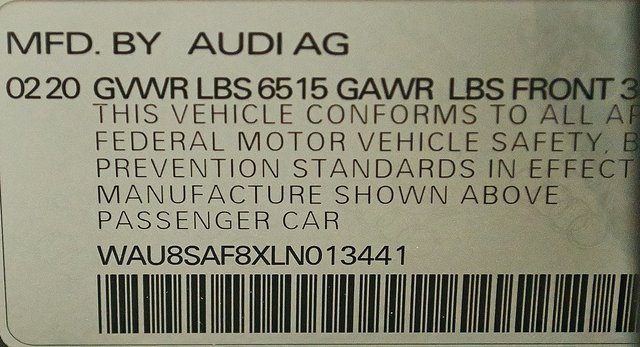 MFD. BY AUDI AG
02 20 GVWR LBS 6515 GAWR LBS FRONT 3
THIS VEHICLE CONFORMS TO ALL
FEDERAL MOTOR VEHICLE SAFETY, B
PREVENTION STANDARDS IN EFFECT
MANUFACTURE SHOWN ABOVE
PASSENGER CAR
WAU8SAF8XLN013441